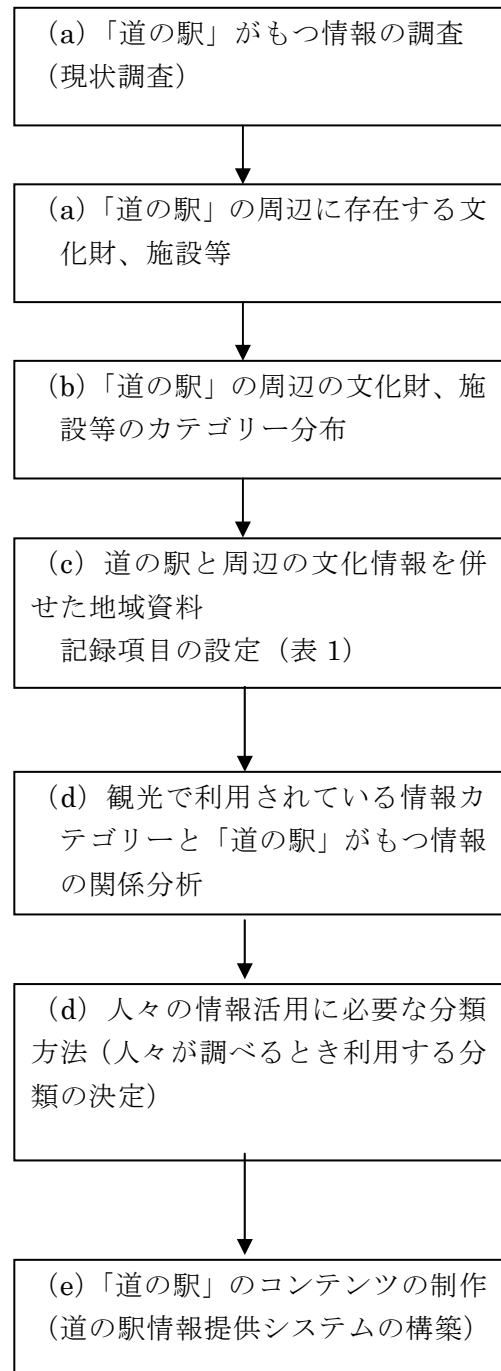 (a)「道の駅」がもつ情報の調査
（現状調査）
(a)「道の駅」の周辺に存在する文
化財、施設等
(b)「道の駅」の周辺の文化財、施
設等のカテゴリー分布
(c) 道の駅と周辺の文化情報を併
せた地域資料
記録項目の設定（表 1）
(d) 観光で利用されている情報カ
テゴリーと「道の駅」がもつ情報
の関係分析
(d) 人々の情報活用に必要な分類
方法（人々が調べるとき利用する分
類の決定）
(e)「道の駅」のコンテンツの制作
（道の駅情報提供システムの構築）